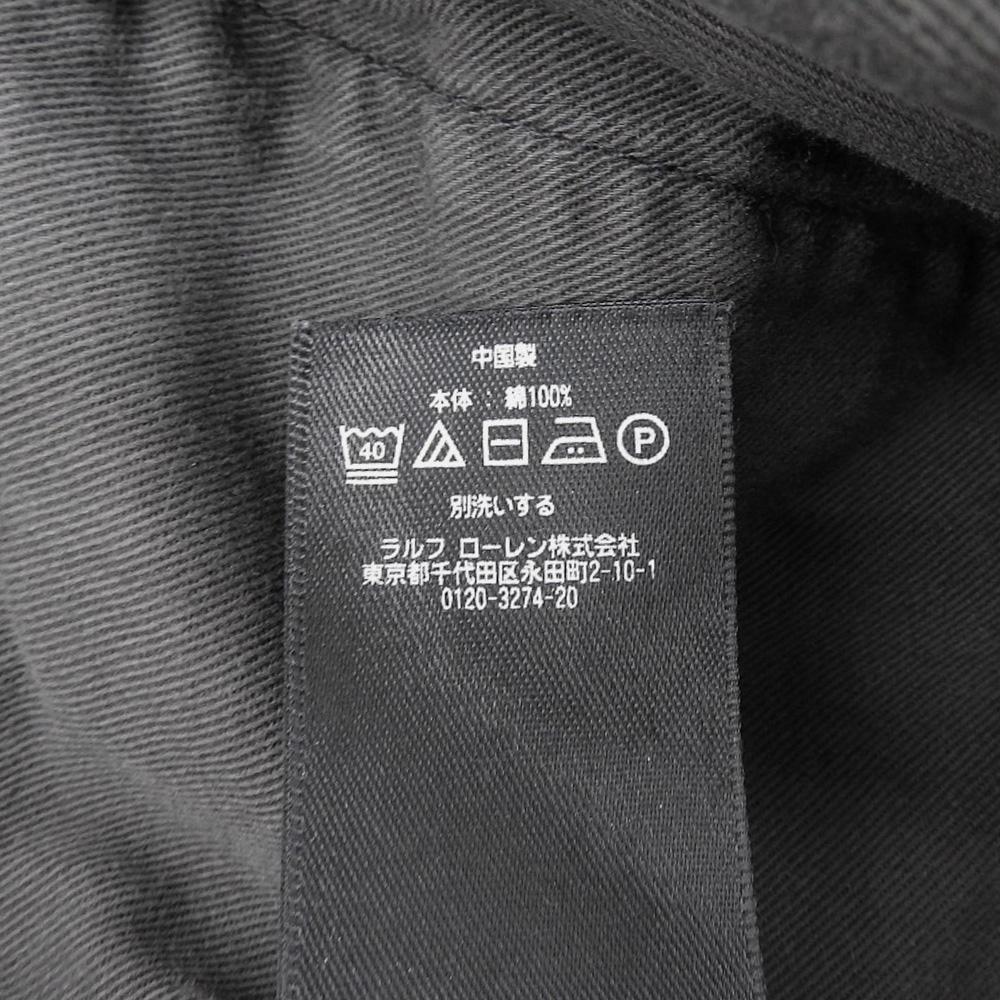 中国製
本体 : 綿100%
40 P
別洗いする
ラルフ ローレン株式会社
東京都千代田区永田町2-10-1
0120-3274-20